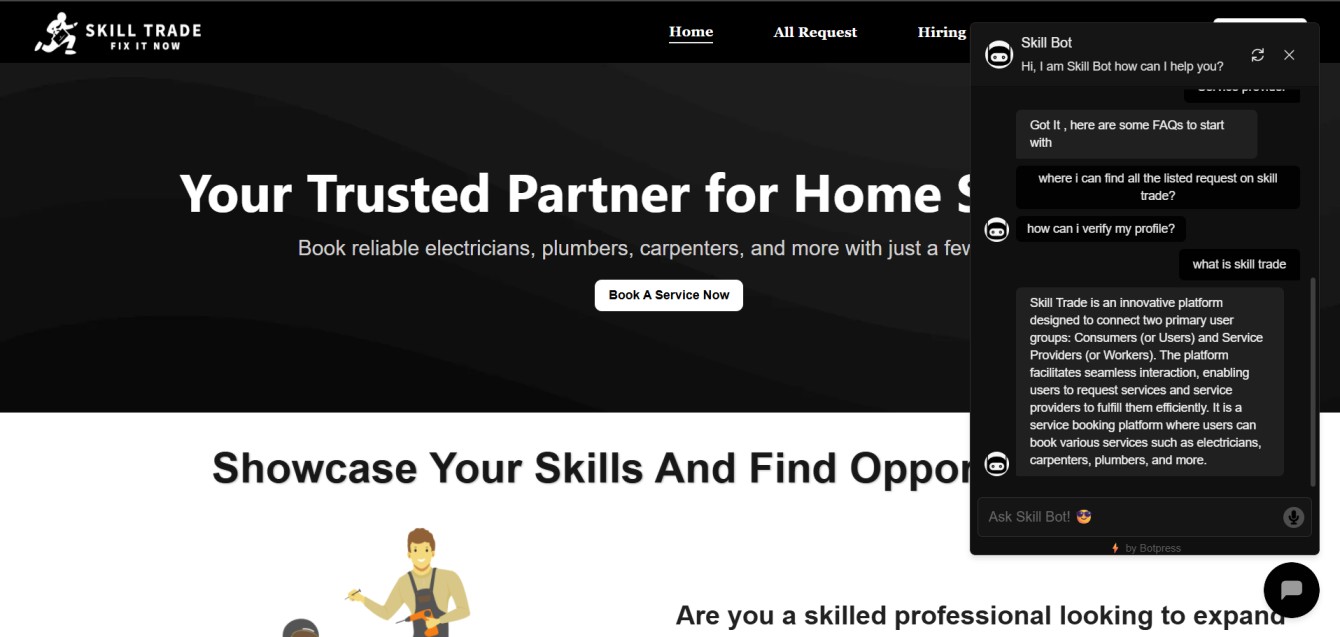 SKILL TRADE
FIX IT NOW
Home
All Request
Hiring
Your Trusted Partner for Home
Book reliable electricians, plumbers, carpenters, and more with just a few
Book A Service Now
Showcase Your Skills And Find Oppor
Are you a skilled professional looking to expand
Skill Bot
Hi, I am Skill Bot how can I help you?
Service provider
Got It , here are some FAQs to start
with
where i can find all the listed request on skill
trade?
how can i verify my profile?
what is skill trade
Skill Trade is an innovative platform
designed to connect two primary user
groups: Consumers (or Users) and Service
Providers (or Workers). The platform
facilitates seamless interaction, enabling
users to request services and service
providers to fulfill them efficiently. It is a
service booking platform where users can
book various services such as electricians,
carpenters, plumbers, and more.
Ask Skill Bot! 😎
by Botpress